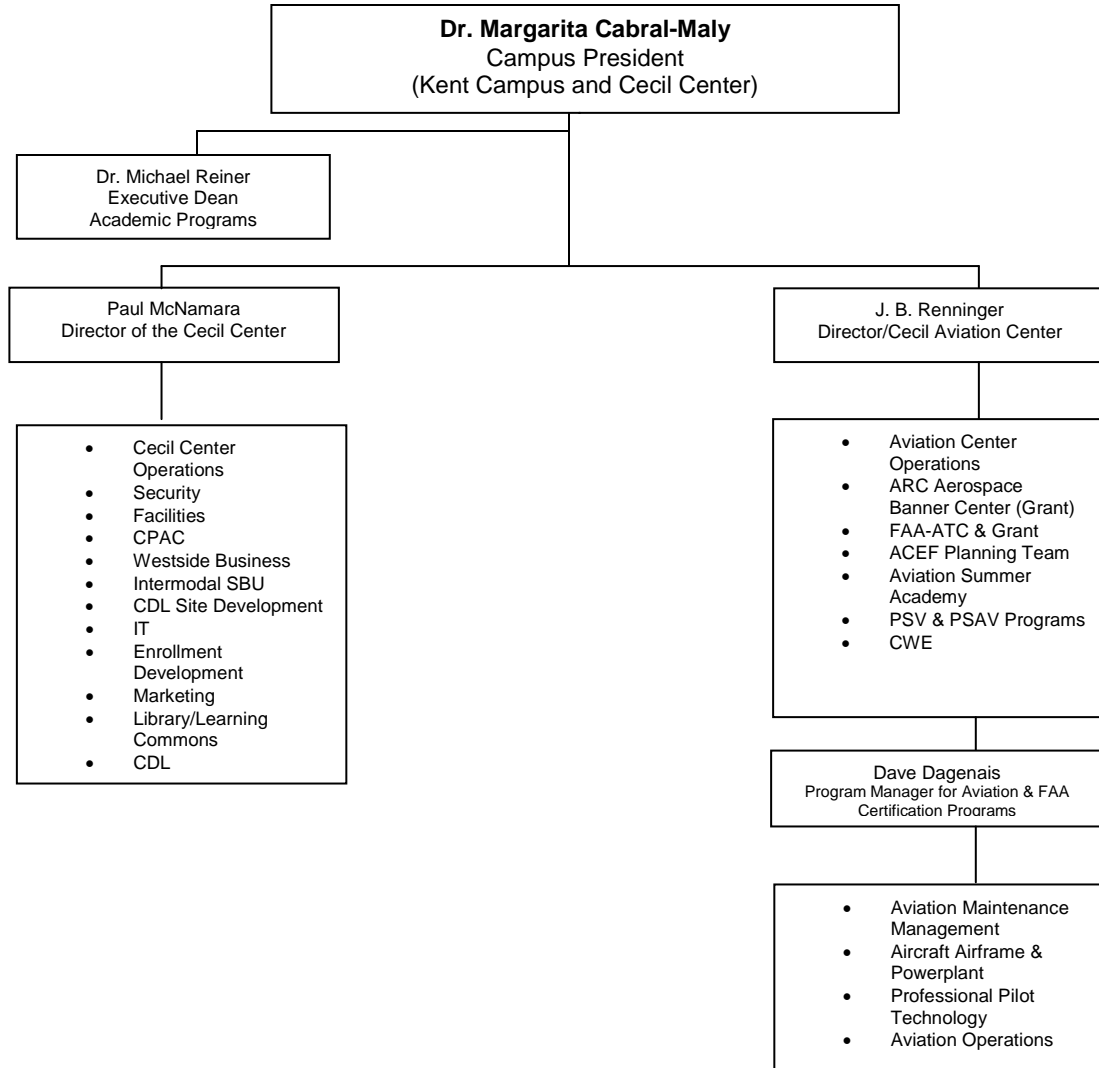 Dr. Margarita Cabral-Maly
Campus President
(Kent Campus and Cecil Center)
Dr. Michael Reiner
Executive Dean
Academic Programs
Paul McNamara
Director of the Cecil Center
J. B. Renninger
Director/Cecil Aviation Center
• Cecil Center
Operations
• Security
• Facilities
• CPAC
• Westside Business
• Intermodal SBU
• CDL Site Development
• IT
• Enrollment
Development
• Marketing
• Library/Learning
Commons
• CDL
• Aviation Center
Operations
• ARC Aerospace
Banner Center (Grant)
• FAA-ATC & Grant
• ACEF Planning Team
• Aviation Summer
Academy
• PSV & PSAV Programs
• CWE
Dave Dagenais
Program Manager for Aviation & FAA
Certification Programs
• Aviation Maintenance
Management
• Aircraft Airframe &
Powerplant
• Professional Pilot
Technology
• Aviation Operations